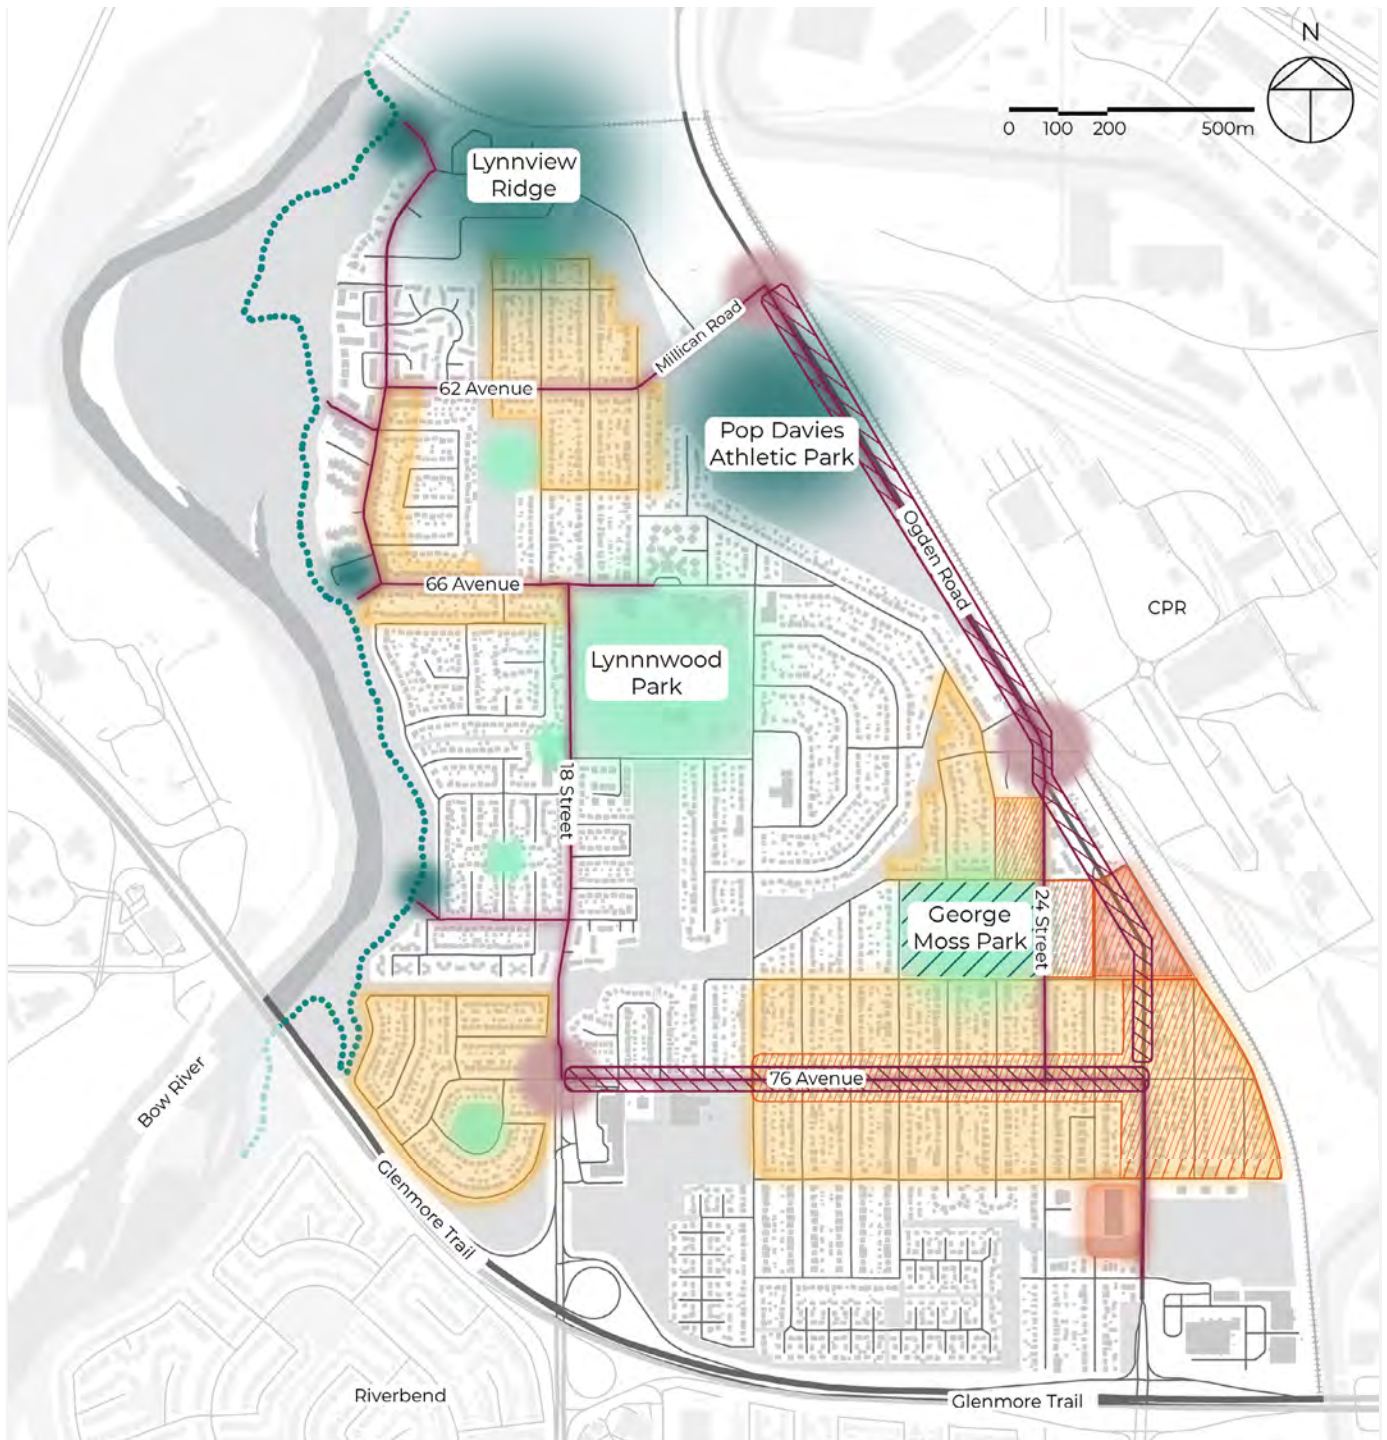 N
0 100 200 500m
Lynnview
Ridge
Millican Road
62 Avenue
Pop Davies
Athletic Park
Ogden Road
66 Avenue
CPR
Lynnnwood
Park
18 Street
24 Street
George
Moss Park
76 Avenue
Bow River
Glenmore Trail
Riverbend
Glenmore Trail